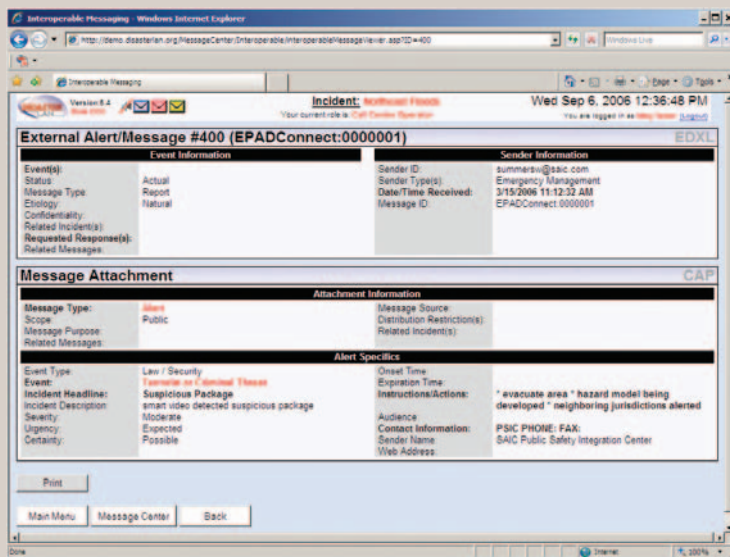 Interoperable Messaging - Windows Internet Explorer
http://demo.disasterlan.org/MessageCenter/Interoperable/InteroperableMessageViewer.asp?ID=400
Windows Live
Interoperable Messaging
Page Tools
Version 8.4 Incident: Northeast Floods Wed Sep 6, 2006 12:36:48 PM
Your current role is: Call Center Operator You are logged in as (Logout)
External Alert/Message #400 (EPADConnect:0000001) EDXL
Event Information Sender Information
Event(s): Sender ID: summersw@saic.com
Status: Actual Sender Type(s): Emergency Management
Message Type: Report Date/Time Received: 3/15/2006 11:12:32 AM
Etiology: Natural Message ID: EPADConnect:0000001
Confidentiality:
Related Incident(s):
Requested Response(s):
Related Messages:
Message Attachment CAP
Attachment Information
Message Type: Alert Message Source:
Scope: Public Distribution Restriction(s):
Message Purpose: Related Incident(s):
Related Messages:
Alert Specifics
Event Type: Law / Security Onset Time:
Event: Terrorist or Criminal Threat Expiration Time:
Incident Headline: Suspicious Package Instructions/Actions: * evacuate area * hazard model being
Incident Description: smart video detected suspicious package developed * neighboring jurisdictions alerted
Severity: Moderate Audience:
Urgency: Expected Contact Information: PSIC PHONE: FAX:
Certainty: Possible Sender Name: SAIC Public Safety Integration Center
Web Address:
Print
Main Menu Message Center Back
Done Internet 100%